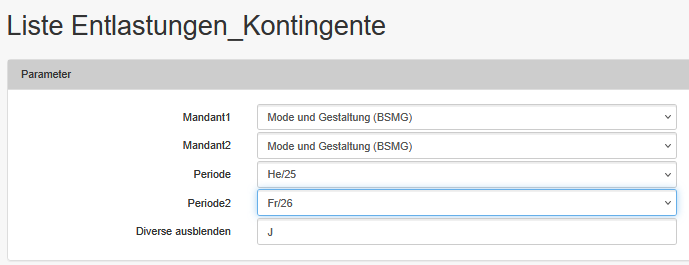 Liste Entlastungen_Kontingente
Parameter
Mandant1 Mode und Gestaltung (BSMG)
Mandant2 Mode und Gestaltung (BSMG)
Periode He/25
Periode2 Fr/26
Diverse ausblenden J